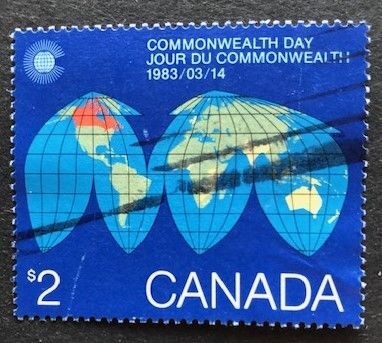 COMMONWEALTH DAY
JOUR DU COMMONWEALTH
1983/03/14
$2 CANADA